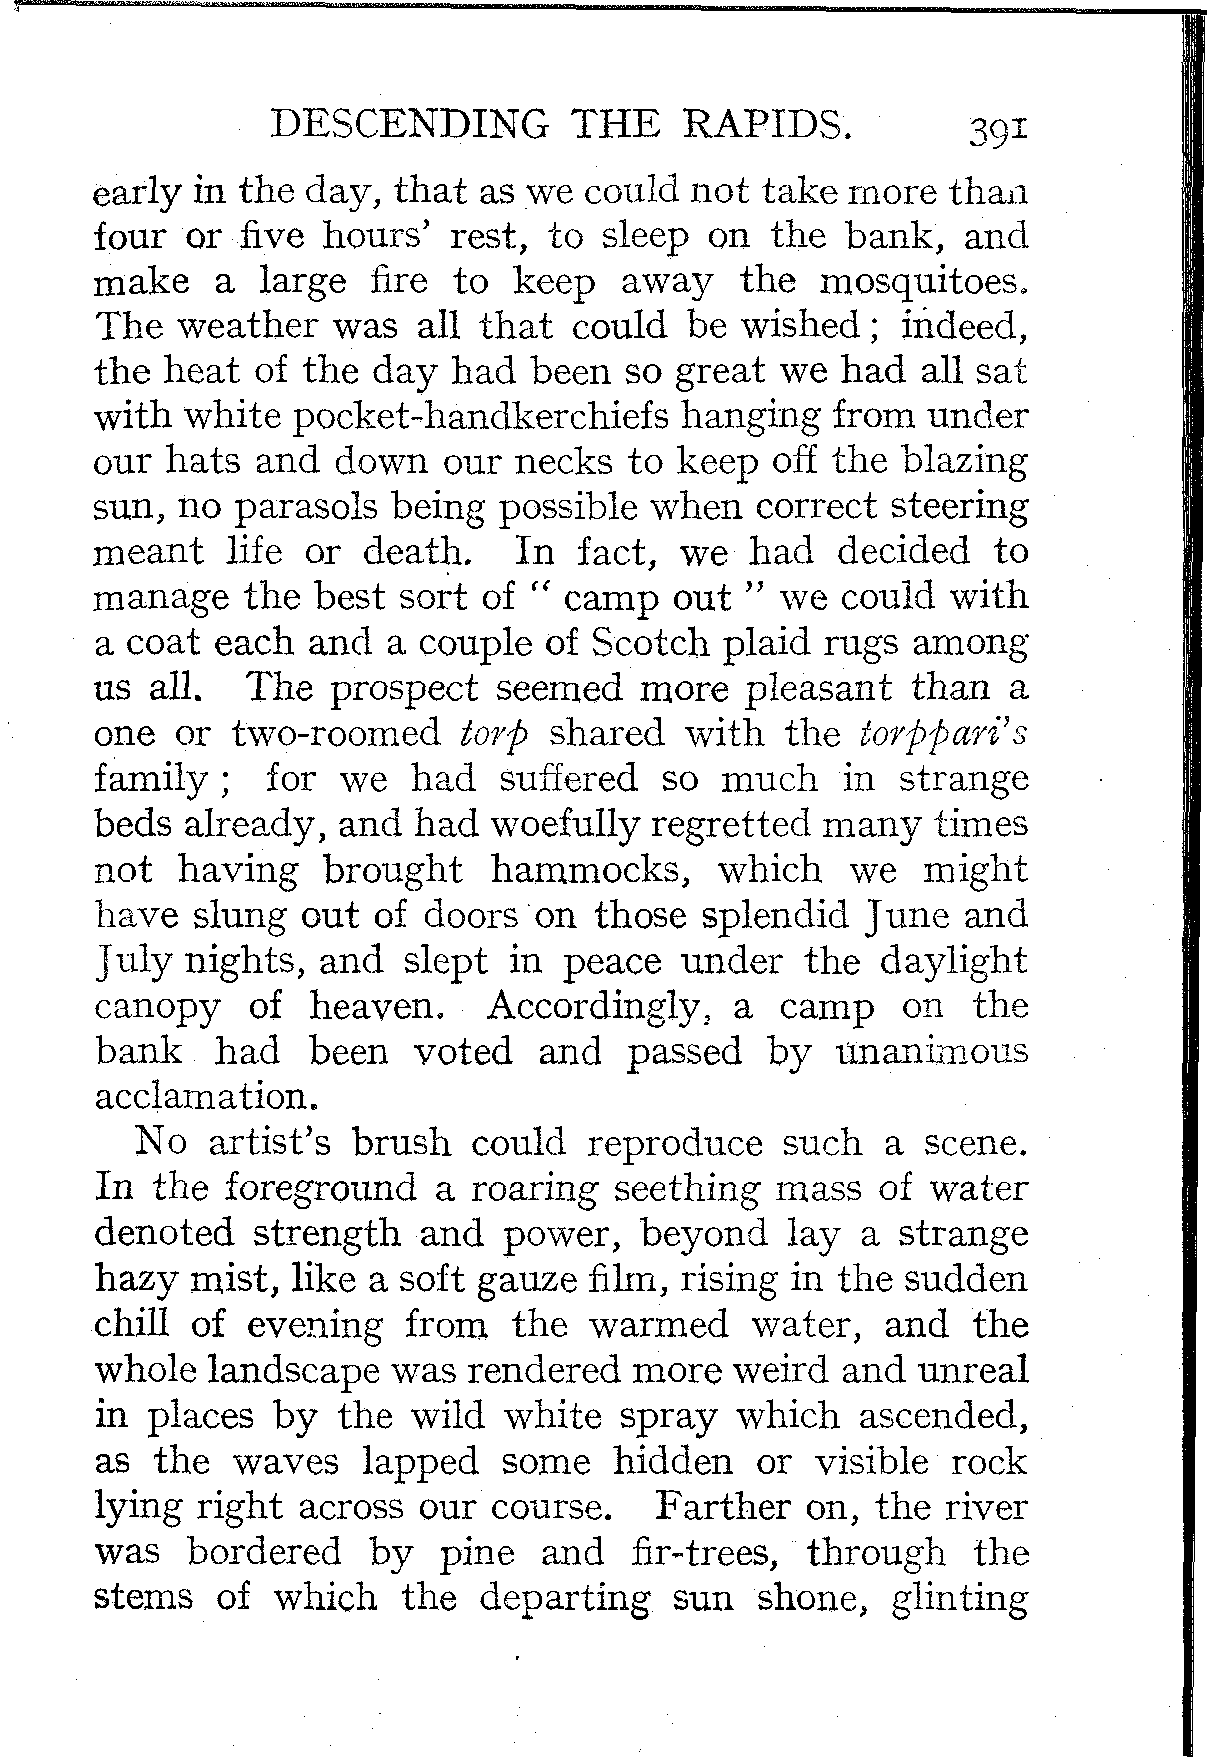 DESCENDING THE RAPIDS. 391
early in the day, that as we could not take more than
four or five hours' rest, to sleep on the bank, and
make a large fire to keep away the mosquitoes.
The weather was all that could be wished ; indeed,
the heat of the day had been so great we had all sat
with white pocket-handkerchiefs hanging from under
our hats and down our necks to keep off the blazing
sun, no parasols being possible when correct steering
meant life or death. In fact, we had decided to
manage the best sort of " camp out " we could with
a coat each and a couple of Scotch plaid rugs among
us all. The prospect seemed more pleasant than a
one or two-roomed torp shared with the torppari's
family ; for we had suffered so much in strange
beds already, and had woefully regretted many times
not having brought hammocks, which we might
have slung out of doors on those splendid June and
July nights, and slept in peace under the daylight
canopy of heaven. Accordingly, a camp on the
bank had been voted and passed by unanimous
acclamation.
No artist's brush could reproduce such a scene.
In the foreground a roaring seething mass of water
denoted strength and power, beyond lay a strange
hazy mist, like a soft gauze film, rising in the sudden
chill of evening from the warmed water, and the
whole landscape was rendered more weird and unreal
in places by the wild white spray which ascended,
as the waves lapped some hidden or visible rock
lying right across our course. Farther on, the river
was bordered by pine and fir-trees, through the
stems of which the departing sun shone, glinting